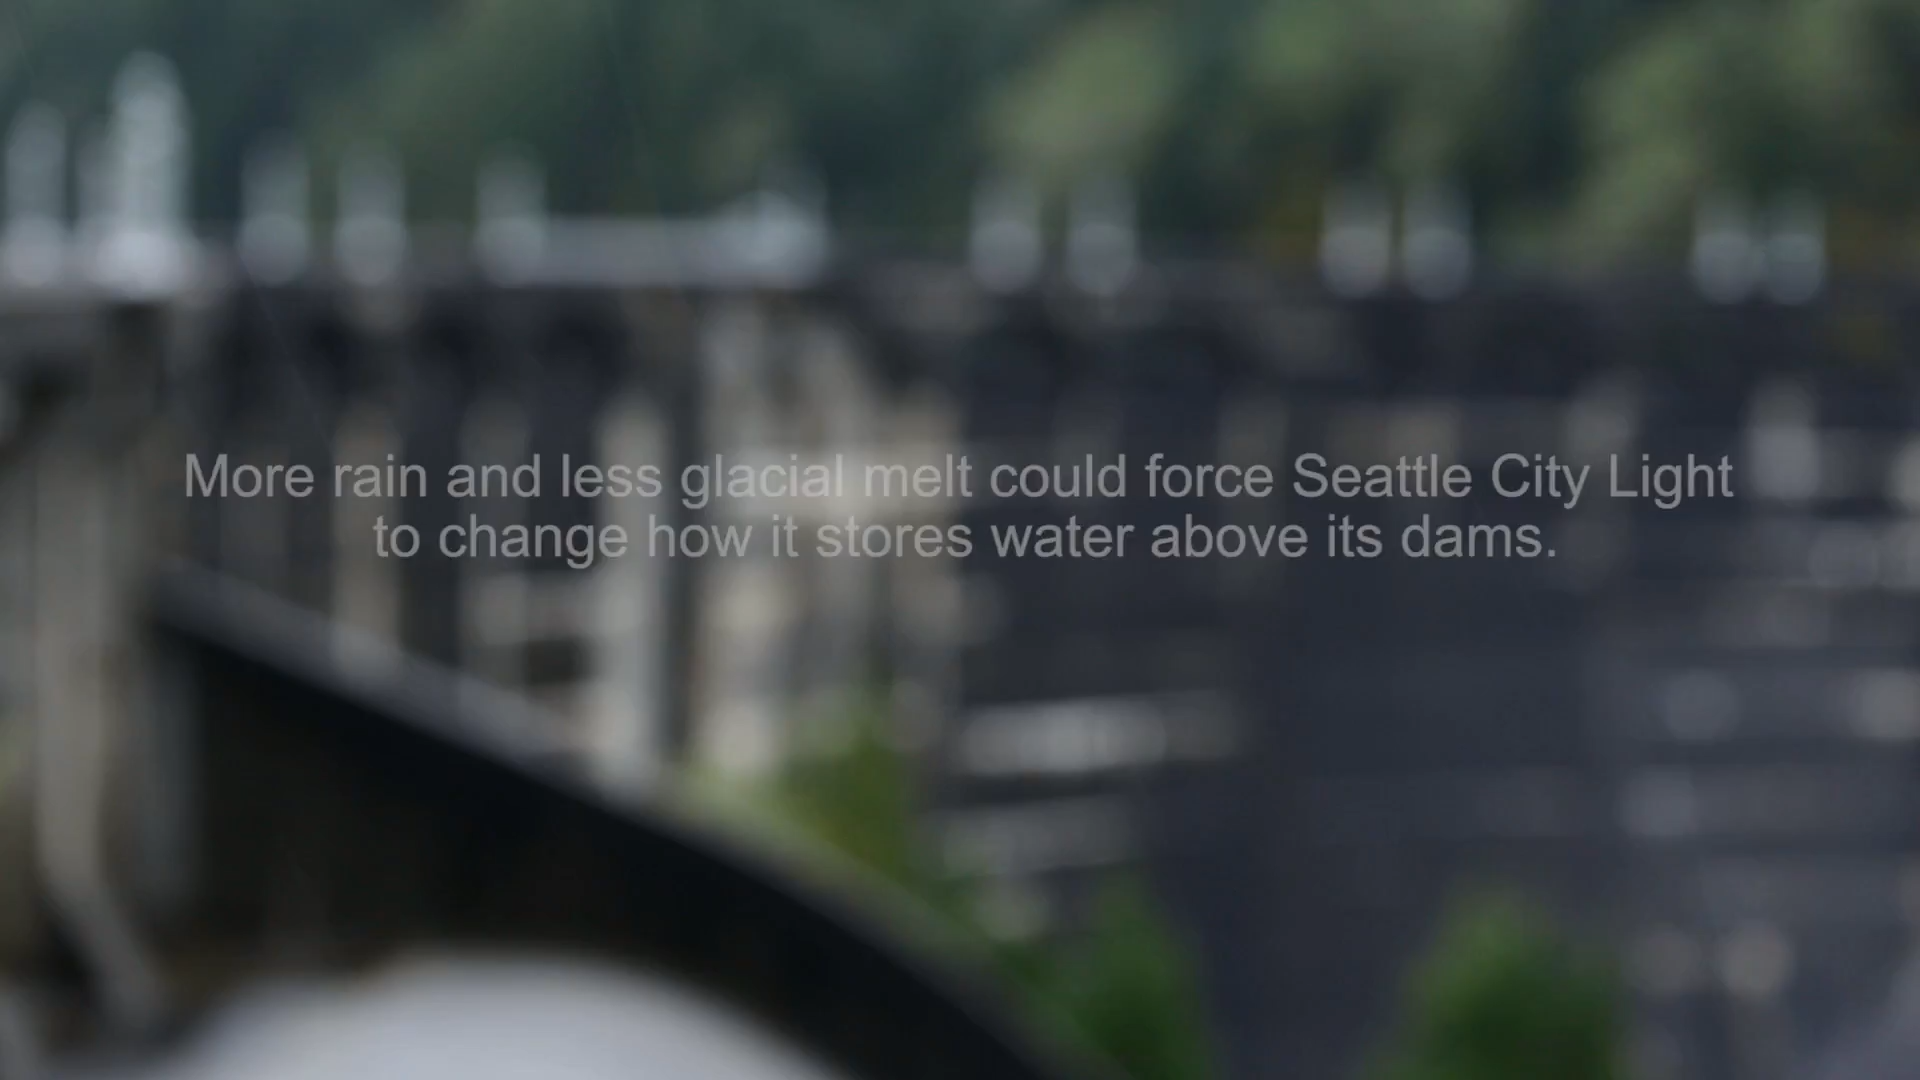 More rain and less glacial melt could force Seattle City Light
to change how it stores water above its dams.